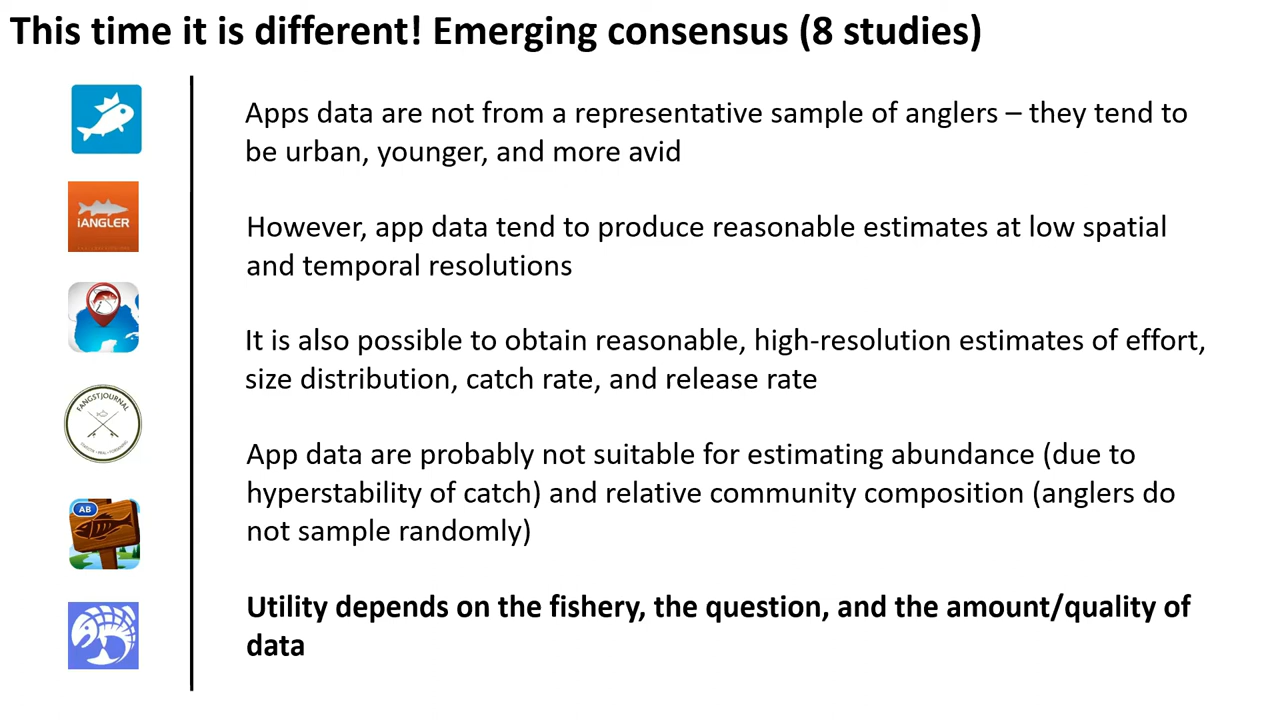 This time it is different! Emerging consensus (8 studies)
Apps data are not from a representative sample of anglers – they tend to
be urban, younger, and more avid
iANGLER
However, app data tend to produce reasonable estimates at low spatial
and temporal resolutions
It is also possible to obtain reasonable, high-resolution estimates of effort,
size distribution, catch rate, and release rate
FANGSTJOURNAL
App data are probably not suitable for estimating abundance (due to
hyperstability of catch) and relative community composition (anglers do
not sample randomly)
AB
Utility depends on the fishery, the question, and the amount/quality of
data